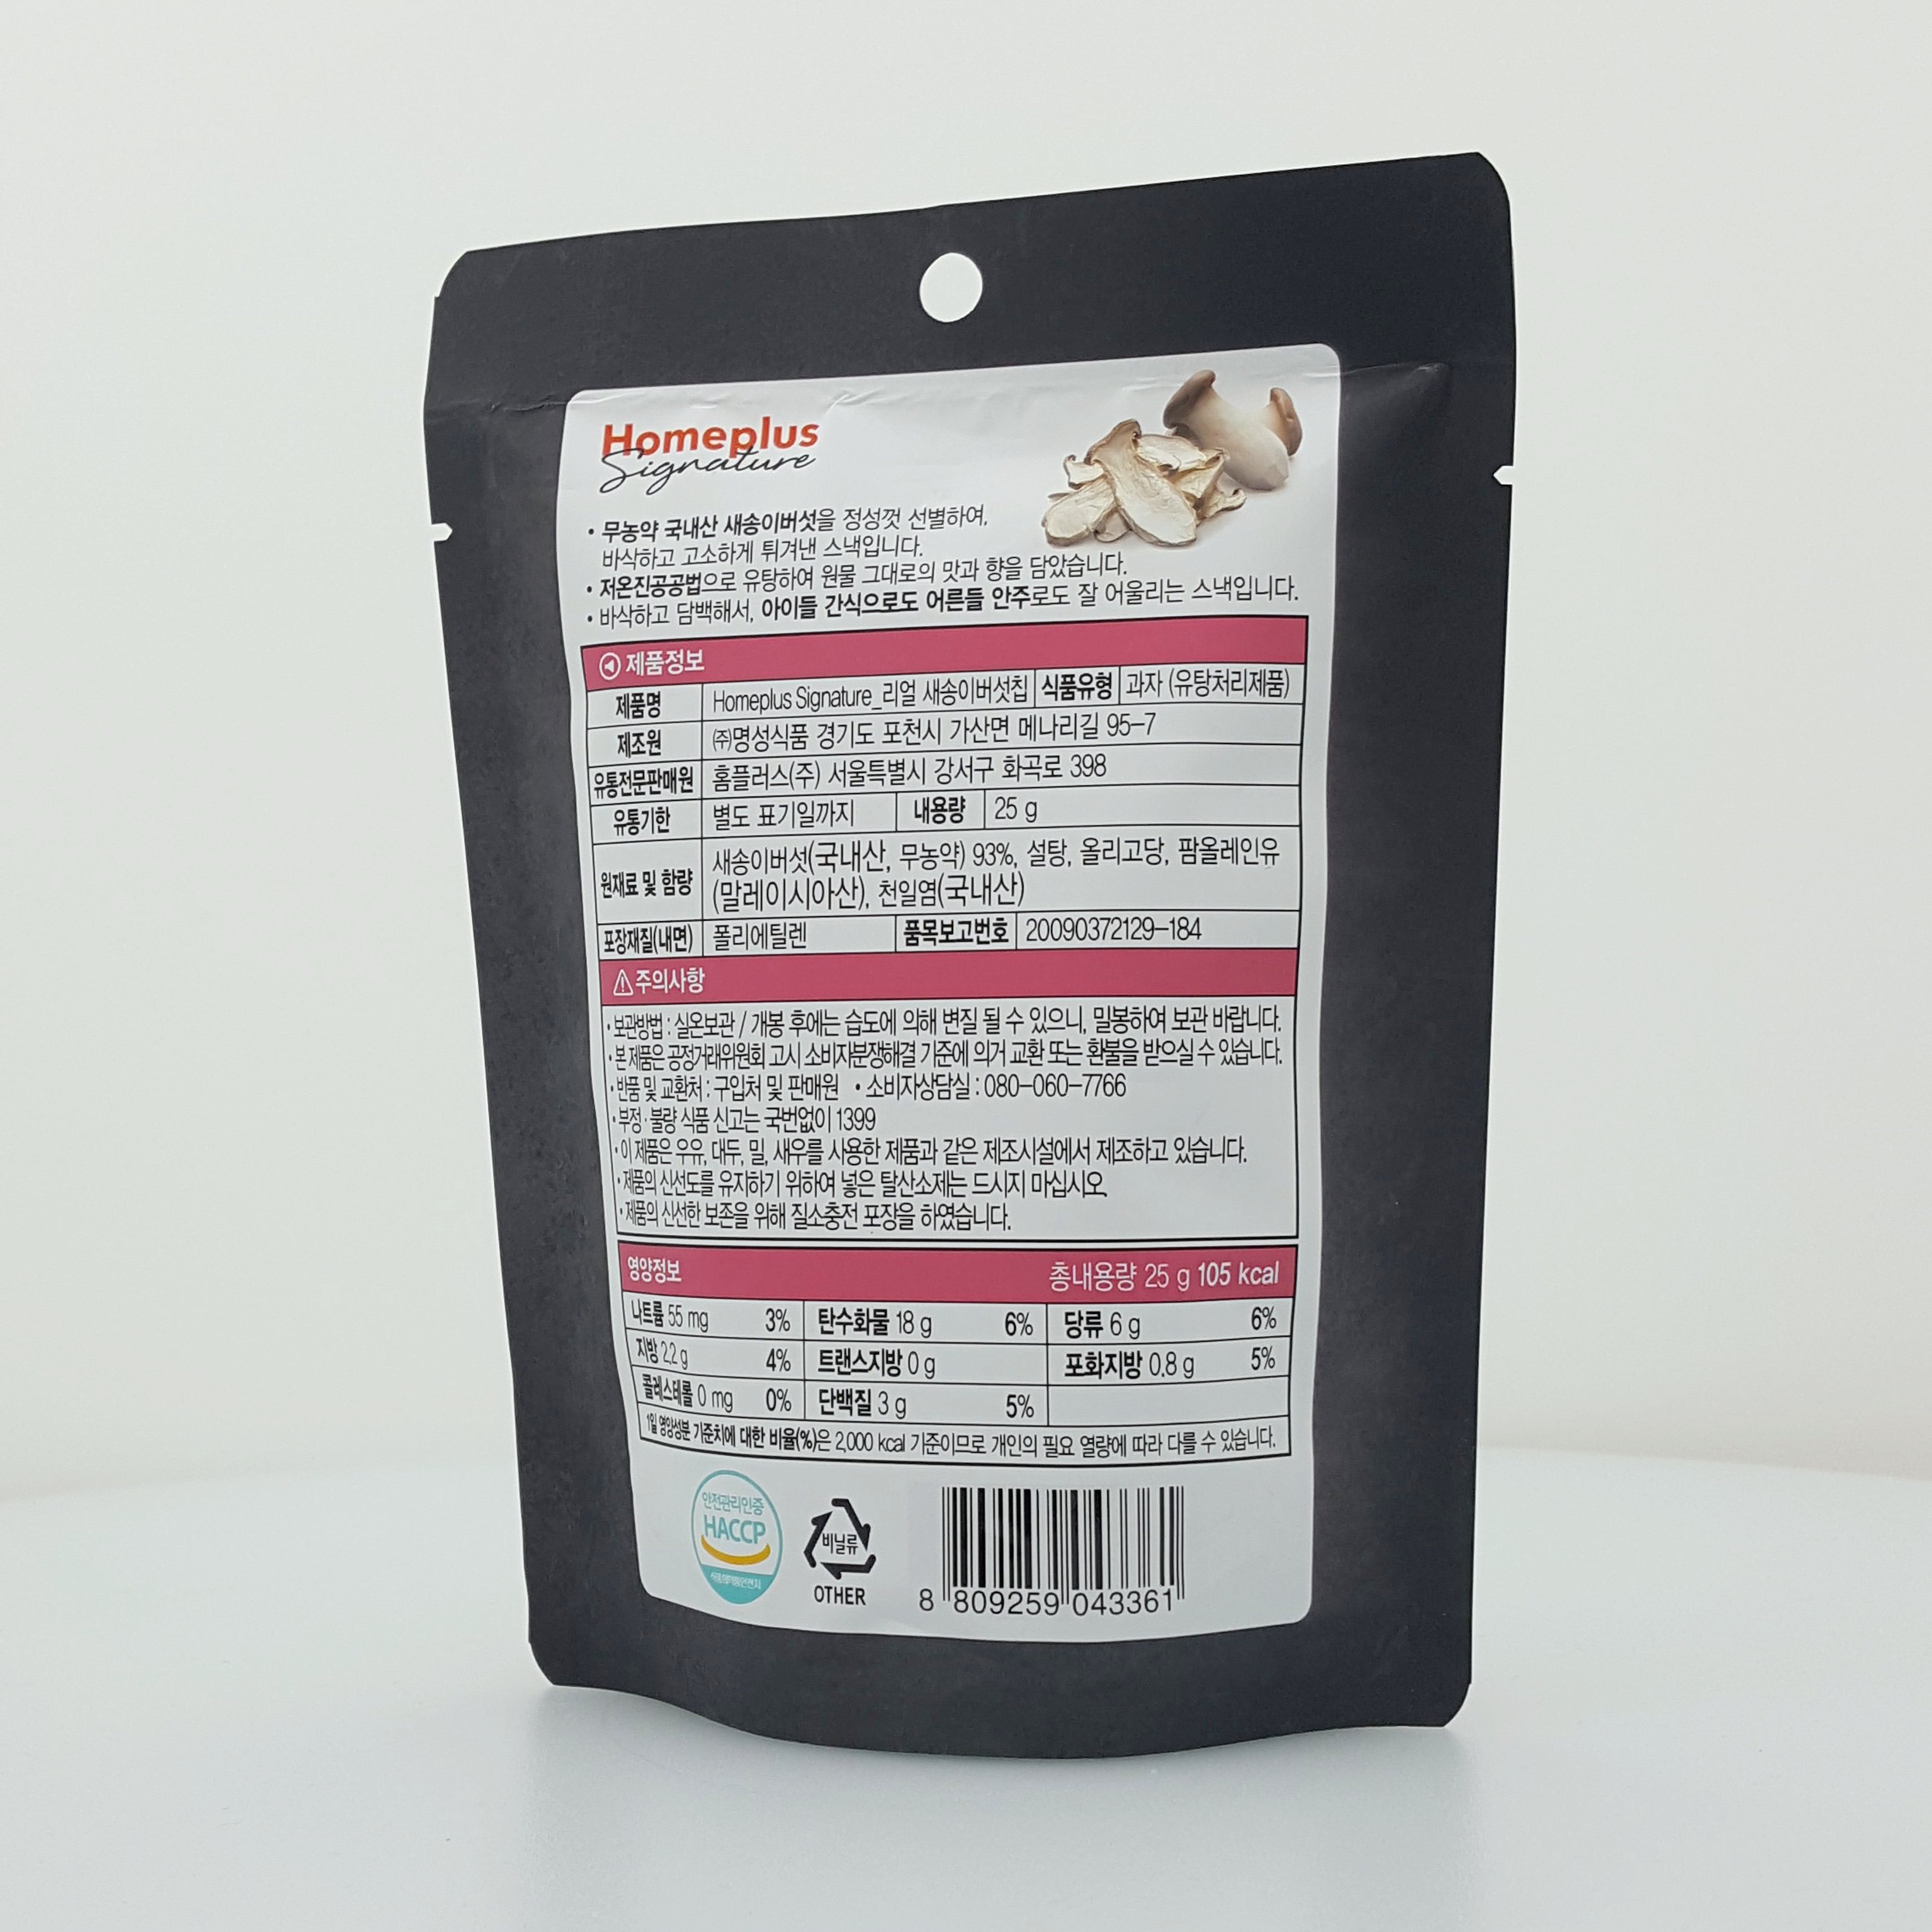 Homeplus
Signature
• 무농약 국내산 새송이버섯을 정성껏 선별하여,
바삭하고 고소하게 튀겨낸 스낵입니다.
• 저온진공공법으로 유탕하여 원물 그대로의 맛과 향을 담았습니다.
• 바삭하고 담백해서, 아이들 간식으로도 어른들 안주로도 잘 어울리는 스낵입니다.
제품정보
제품명 Homeplus Signature_리얼 새송이버섯칩 식품유형 과자 (유탕처리제품)
제조원 ㈜명성식품 경기도 포천시 가산면 메나리길 95-7
유통전문판매원 홈플러스(주) 서울특별시 강서구 화곡로 398
유통기한 별도 표기일까지 내용량 25 g
원재료 및 함량 새송이버섯(국내산, 무농약) 93%, 설탕, 올리고당, 팜올레인유
(말레이시아산), 천일염(국내산)
포장재질(내면) 폴리에틸렌 품목보고번호 20090372129-184
주의사항
• 보관방법 : 실온보관 / 개봉 후에는 습도에 의해 변질 될 수 있으니, 밀봉하여 보관 바랍니다.
• 본 제품은 공정거래위원회 고시 소비자분쟁해결 기준에 의거 교환 또는 환불을 받으실 수 있습니다.
• 반품 및 교환처 : 구입처 및 판매원 • 소비자상담실 : 080-060-7766
• 부정·불량 식품 신고는 국번없이 1399
• 이 제품은 우유, 대두, 밀, 새우를 사용한 제품과 같은 제조시설에서 제조하고 있습니다.
• 제품의 신선도를 유지하기 위하여 넣은 탈산소제는 드시지 마십시오.
• 제품의 신선한 보존을 위해 질소충전 포장을 하였습니다.
영양정보 총내용량 25 g 105 kcal
나트륨 55 mg 3% 탄수화물 18 g 6% 당류 6 g 6%
지방 2.2 g 4% 트랜스지방 0 g 포화지방 0.8 g 5%
콜레스테롤 0 mg 0% 단백질 3 g 5%
1일 영양성분 기준치에 대한 비율(%)은 2,000 kcal 기준이므로 개인의 필요 열량에 따라 다를 수 있습니다.
안전관리인증
HACCP
비닐류
OTHER
8 809259 043361